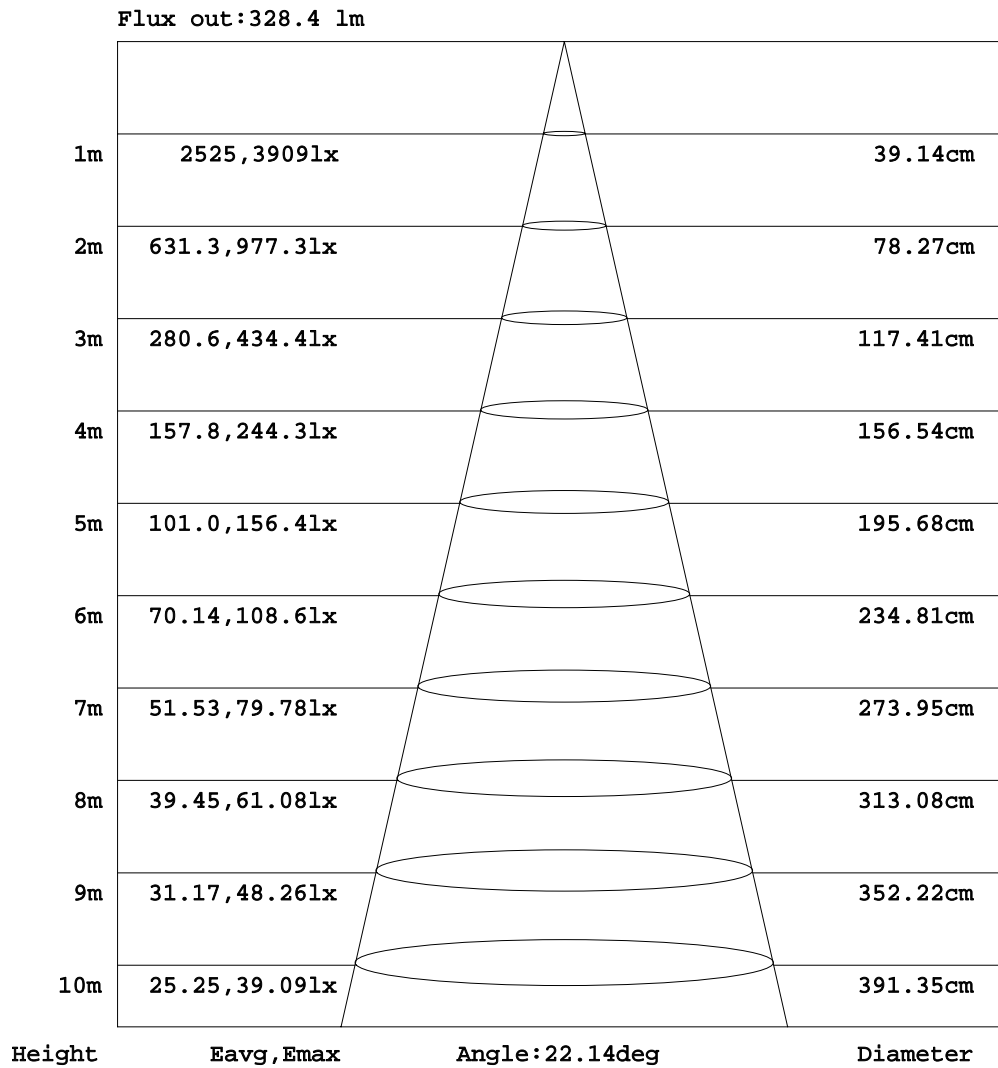 Flux out:328.4 lm
1m 2525,3909lx 39.14cm
2m 631.3,977.3lx 78.27cm
3m 280.6,434.4lx 117.41cm
4m 157.8,244.3lx 156.54cm
5m 101.0,156.4lx 195.68cm
6m 70.14,108.6lx 234.81cm
7m 51.53,79.78lx 273.95cm
8m 39.45,61.08lx 313.08cm
9m 31.17,48.26lx 352.22cm
10m 25.25,39.09lx 391.35cm
Height Eavg,Emax Angle:22.14deg Diameter